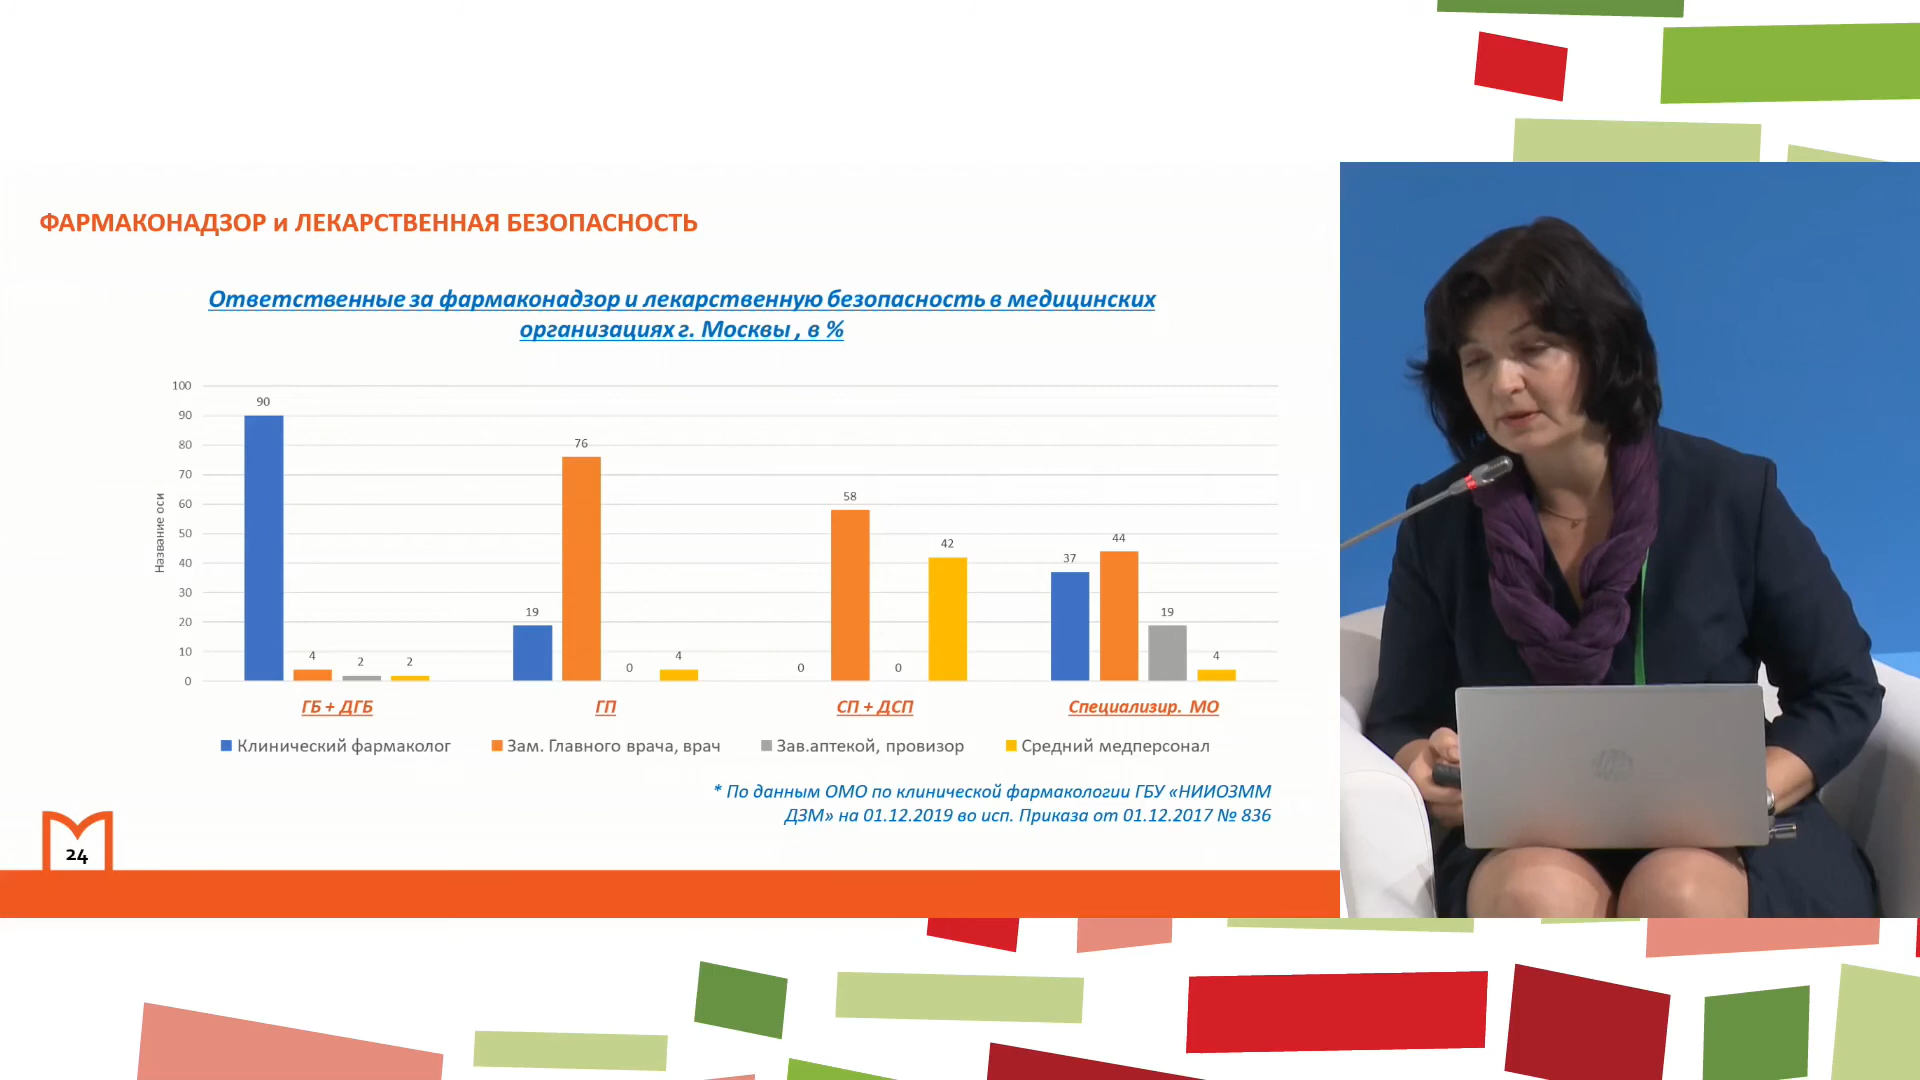 ФАРМАКОНАДЗОР и ЛЕКАРСТВЕННАЯ БЕЗОПАСНОСТЬ
Ответственные за фармаконадзор и лекарственную безопасность в медицинских
организациях г. Москвы , в %
Название оси
100
90
80
70
60
50
40
30
20
10
0
90
4
2
2
19
76
0
4
0
58
0
42
37
44
19
4
ГБ + ДГБ
ГП
СП + ДСП
Специализир. МО
Клинический фармаколог
Зам. Главного врача, врач
Зав.аптекой, провизор
Средний медперсонал
* По данным ОМО по клинической фармакологии ГБУ «НИИОЗММ
ДЗМ» на 01.12.2019 во исп. Приказа от 01.12.2017 № 836
24